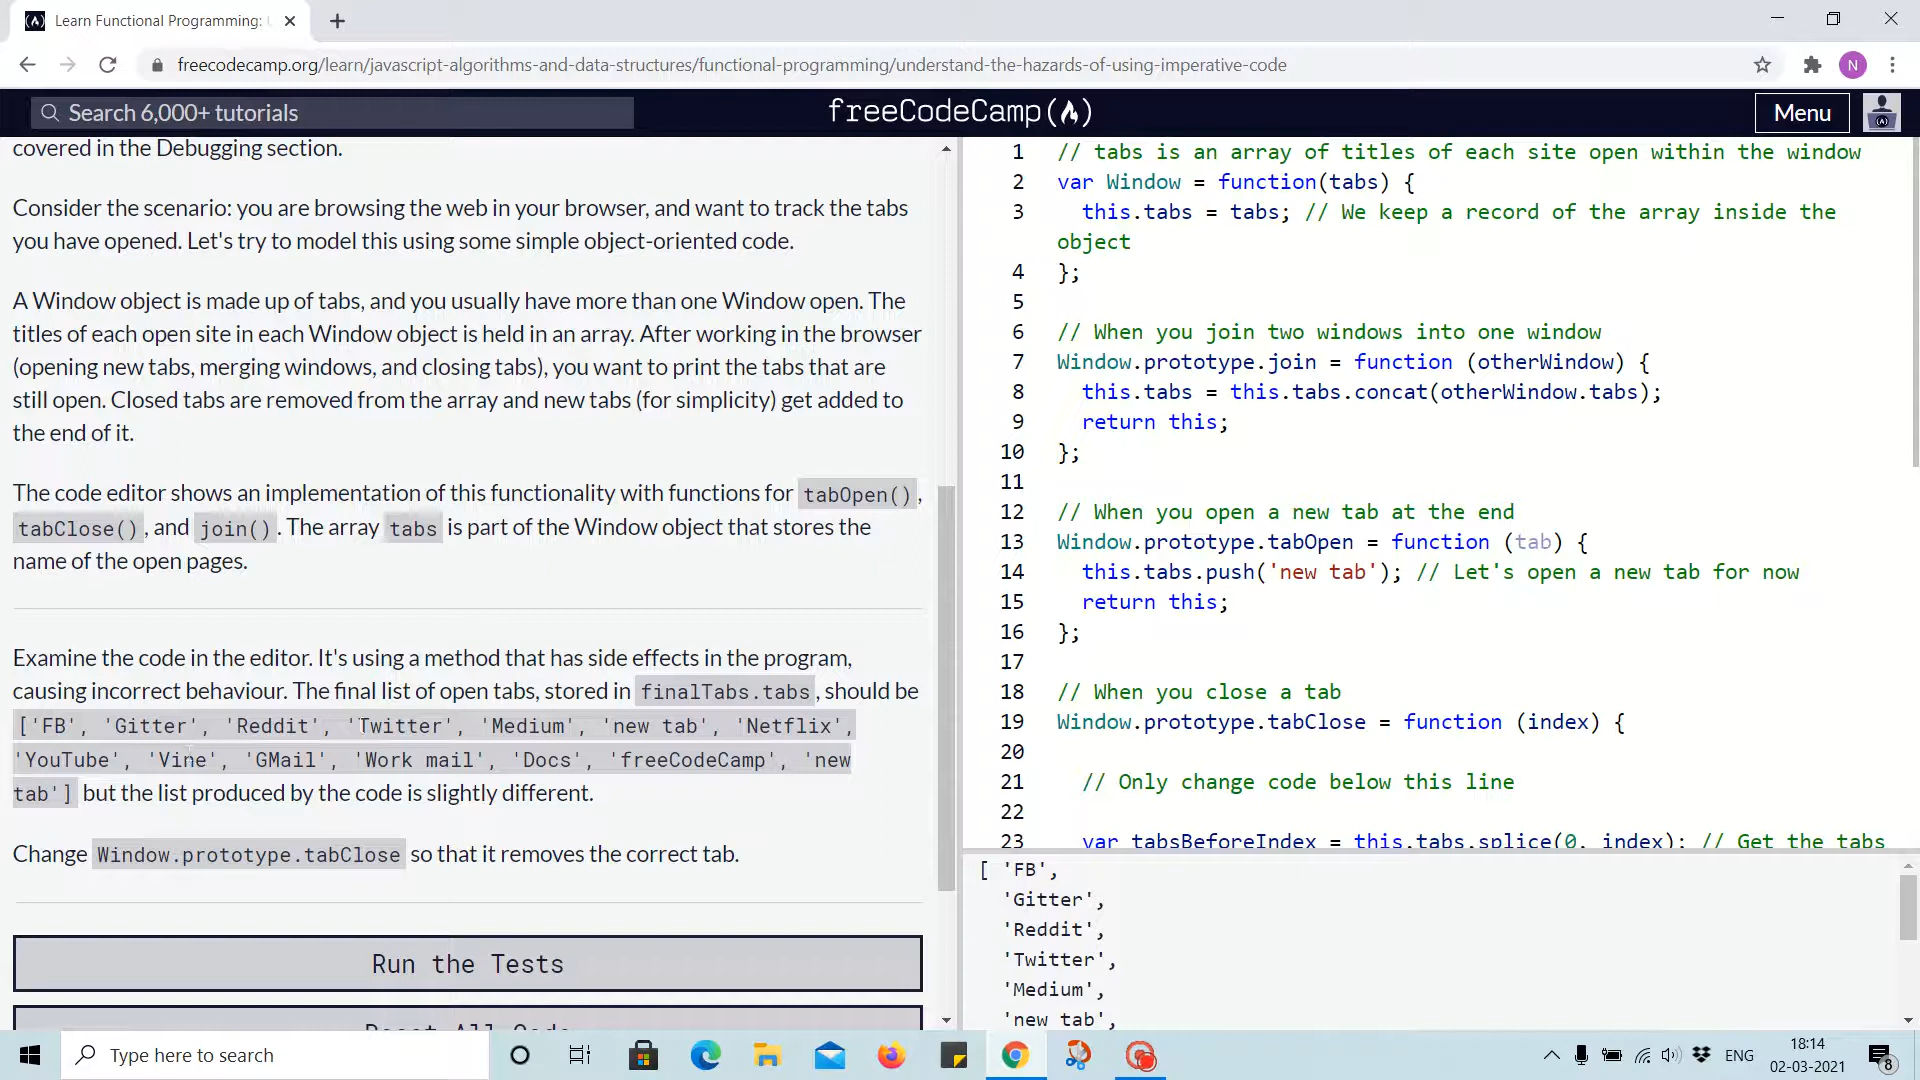 Learn Functional Programming:
freecodecamp.org/learn/javascript-algorithms-and-data-structures/functional-programming/understand-the-hazards-of-using-imperative-code
N
Search 6,000+ tutorials
freeCodeCamp(🔥)
Menu
covered in the Debugging section.
Consider the scenario: you are browsing the web in your browser, and want to track the tabs
you have opened. Let's try to model this using some simple object-oriented code.
A Window object is made up of tabs, and you usually have more than one Window open. The
titles of each open site in each Window object is held in an array. After working in the browser
(opening new tabs, merging windows, and closing tabs), you want to print the tabs that are
still open. Closed tabs are removed from the array and new tabs (for simplicity) get added to
the end of it.
The code editor shows an implementation of this functionality with functions for tabOpen(),
tabClose(), and join(). The array tabs is part of the Window object that stores the
name of the open pages.
Examine the code in the editor. It's using a method that has side effects in the program,
causing incorrect behaviour. The final list of open tabs, stored in finalTabs.tabs, should be
['FB', 'Gitter', 'Reddit', 'Twitter', 'Medium', 'new tab', 'Netflix',
'YouTube', 'Vine', 'GMail', 'Work mail', 'Docs', 'freeCodeCamp', 'new
tab'] but the list produced by the code is slightly different.
Change Window.prototype.tabClose so that it removes the correct tab.
Run the Tests
Reset All Code
1 // tabs is an array of titles of each site open within the window
2 var Window = function(tabs) {
3 this.tabs = tabs; // We keep a record of the array inside the
object
4 };
5
6 // When you join two windows into one window
7 Window.prototype.join = function (otherWindow) {
8 this.tabs = this.tabs.concat(otherWindow.tabs);
9 return this;
10 };
11
12 // When you open a new tab at the end
13 Window.prototype.tabOpen = function (tab) {
14 this.tabs.push('new tab'); // Let's open a new tab for now
15 return this;
16 };
17
18 // When you close a tab
19 Window.prototype.tabClose = function (index) {
20
21 // Only change code below this line
22
23 var tabsBeforeIndex = this.tabs.splice(0, index); // Get the tabs
[ 'FB',
'Gitter',
'Reddit',
'Twitter',
'Medium',
'new tab',
Type here to search
ENG
18:14
02-03-2021
8